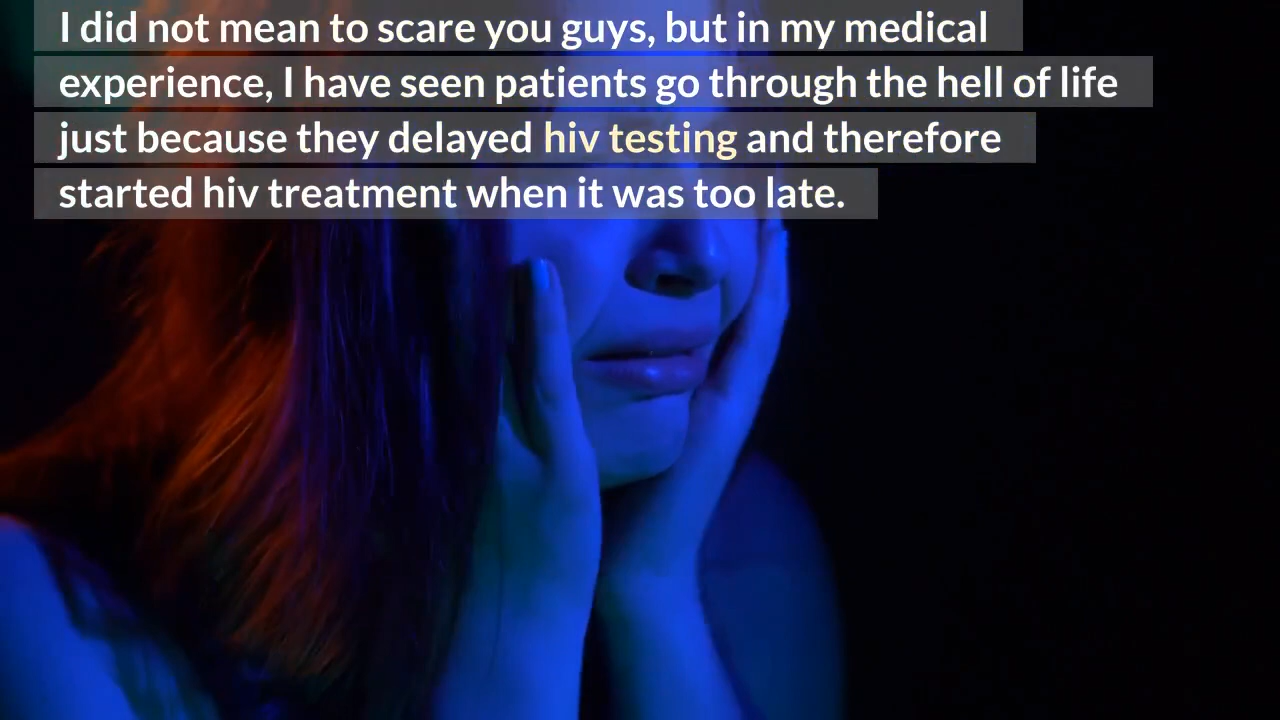 I did not mean to scare you guys, but in my medical
experience, I have seen patients go through the hell of life
just because they delayed hiv testing and therefore
started hiv treatment when it was too late.